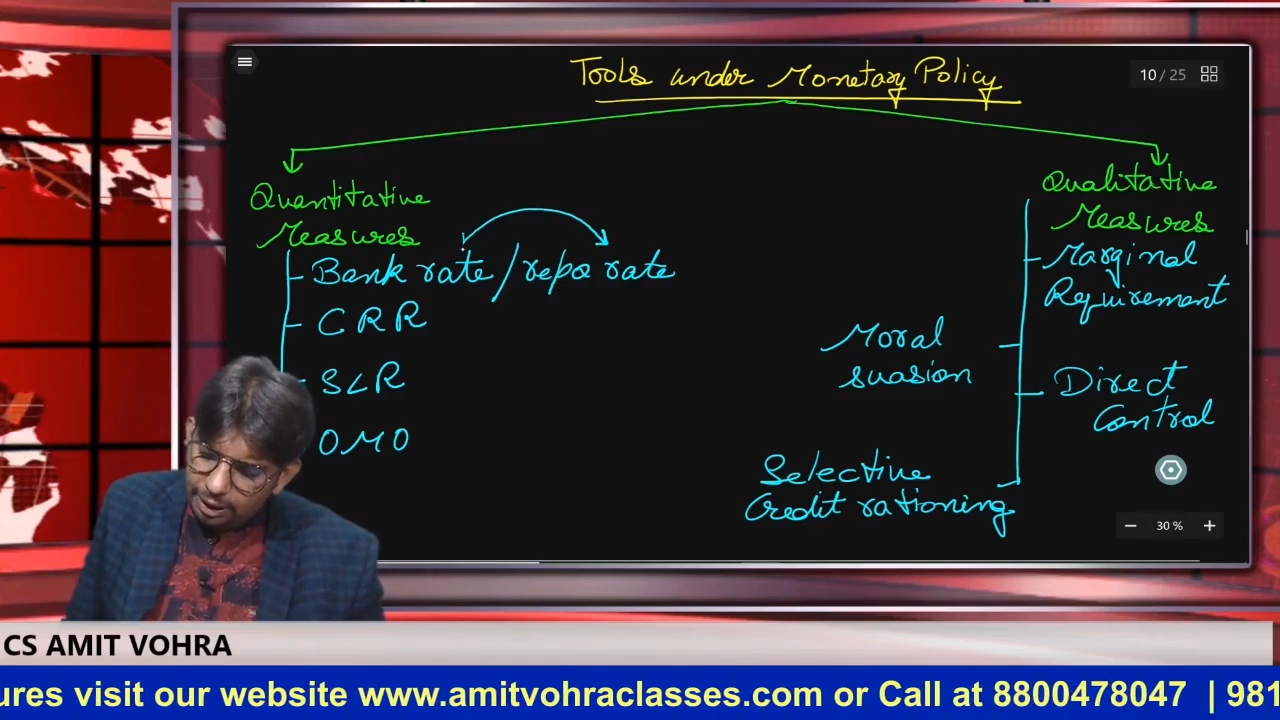 Tools under Monetary Policy
10 / 25
Quantitative
Measures
Bank rate/repo rate
CRR
SLR
OMO
Qualitative
Measures
Marginal
Requirement
Moral
suasion
Direct
Control
Selective
Credit rationing
30 %
CS AMIT VOHRA
ures visit our website www.amitvohraclasses.com or Call at 8800478047 | 981